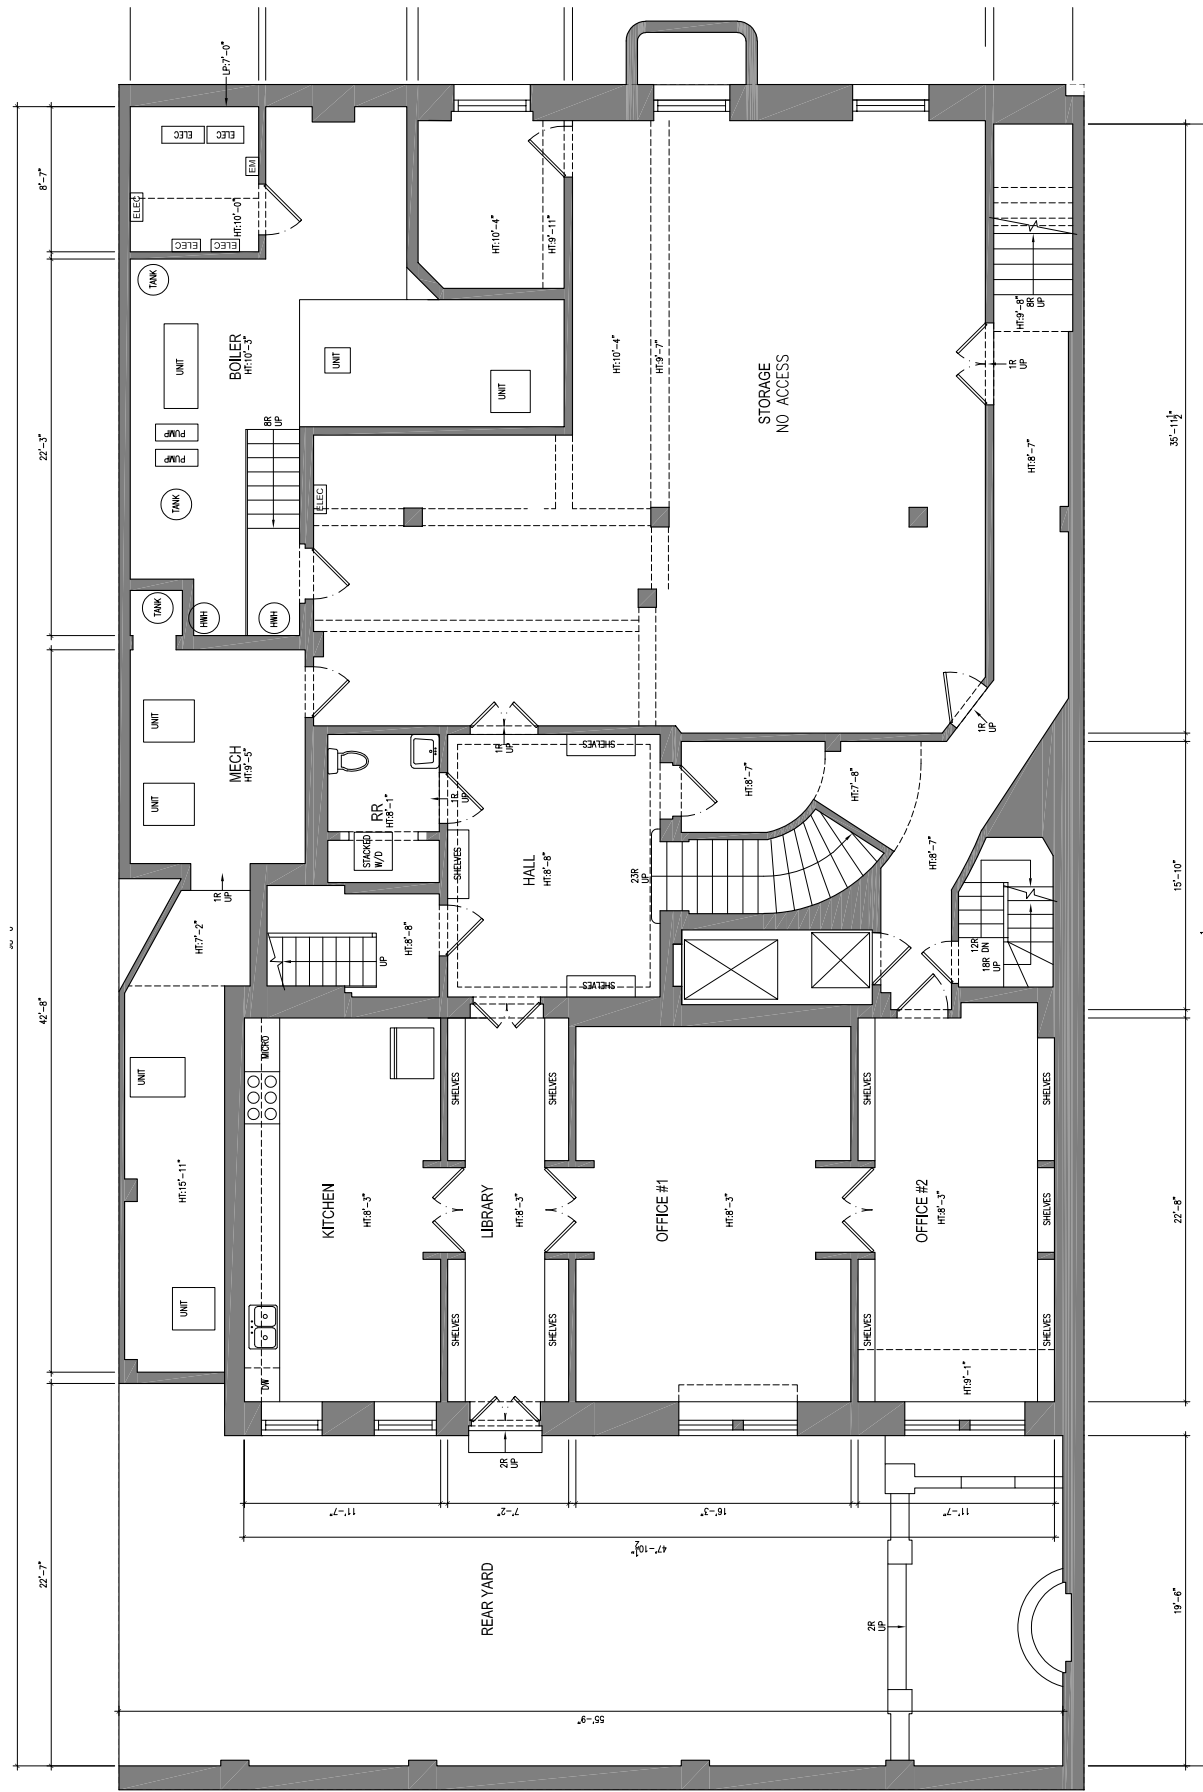 LP:7'-0"
ELEC
ELEC
EM
ELEC
HT:10'-0"
ELEC
ELEC
8'-7"
TANK
UNIT
BOILER
HT:10'-3"
UNIT
UNIT
PUMP
PUMP
8R
UP
TANK
22'-3"
TANK
HWH
HWH
HT:10'-4"
HT:9'-11"
HT:10'-4"
HT:9'-7"
STORAGE
NO ACCESS
ELEC
8R
UP
HT:9'-8"
1R
UP
HT:8'-7"
35'-11½"
1R
UP
UNIT
MECH
HT:9'-5"
UNIT
1R
UP
SHELVES
RR
HT:8'-1"
1R
UP
STACKED
W/D
SHELVES
HALL
HT:8'-8"
SHELVES
HT:8'-7"
HT:7'-8"
HT:8'-7"
23R
UP
1R
UP
HT:7'-2"
HT:8'-8"
UP
12R
DN
18R
UP
15'-10"
42'-8"
UNIT
HT:15'-11"
UNIT
MICRO
KITCHEN
HT:8'-3"
DW
SHELVES
SHELVES
LIBRARY
HT:8'-3"
SHELVES
SHELVES
OFFICE #1
HT:8'-3"
SHELVES
SHELVES
SHELVES
OFFICE #2
HT:8'-3"
SHELVES
SHELVES
HT:9'-1"
22'-8"
2R
UP
11'-7"
7'-2"
16'-3"
11'-7"
47'-10½"
22'-7"
REAR YARD
2R
UP
19'-6"
55'-9"